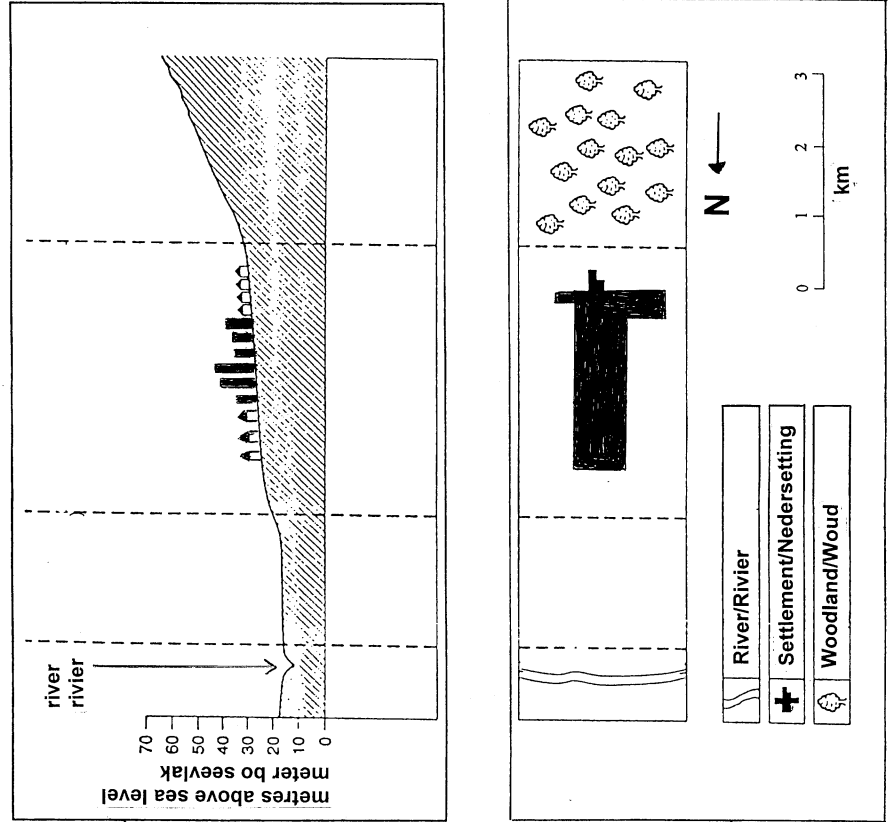 river
rivier
70
60
50
40
30
20
10
0
metres above sea level
meter bo seevlak
N
0
1
2
3
km
River/Rivier
Settlement/Nedersetting
Woodland/Woud